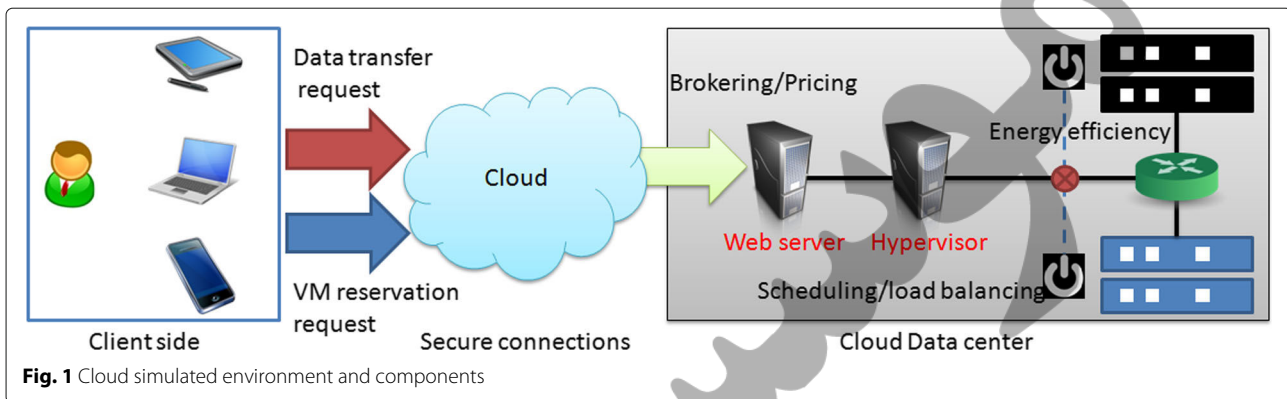 Data transfer
request
Brokering/Pricing
Energy efficiency
Cloud
Web server
Hypervisor
VM reservation
request
Scheduling/load balancing
Client side
Secure connections
Cloud Data center
Fig. 1 Cloud simulated environment and components